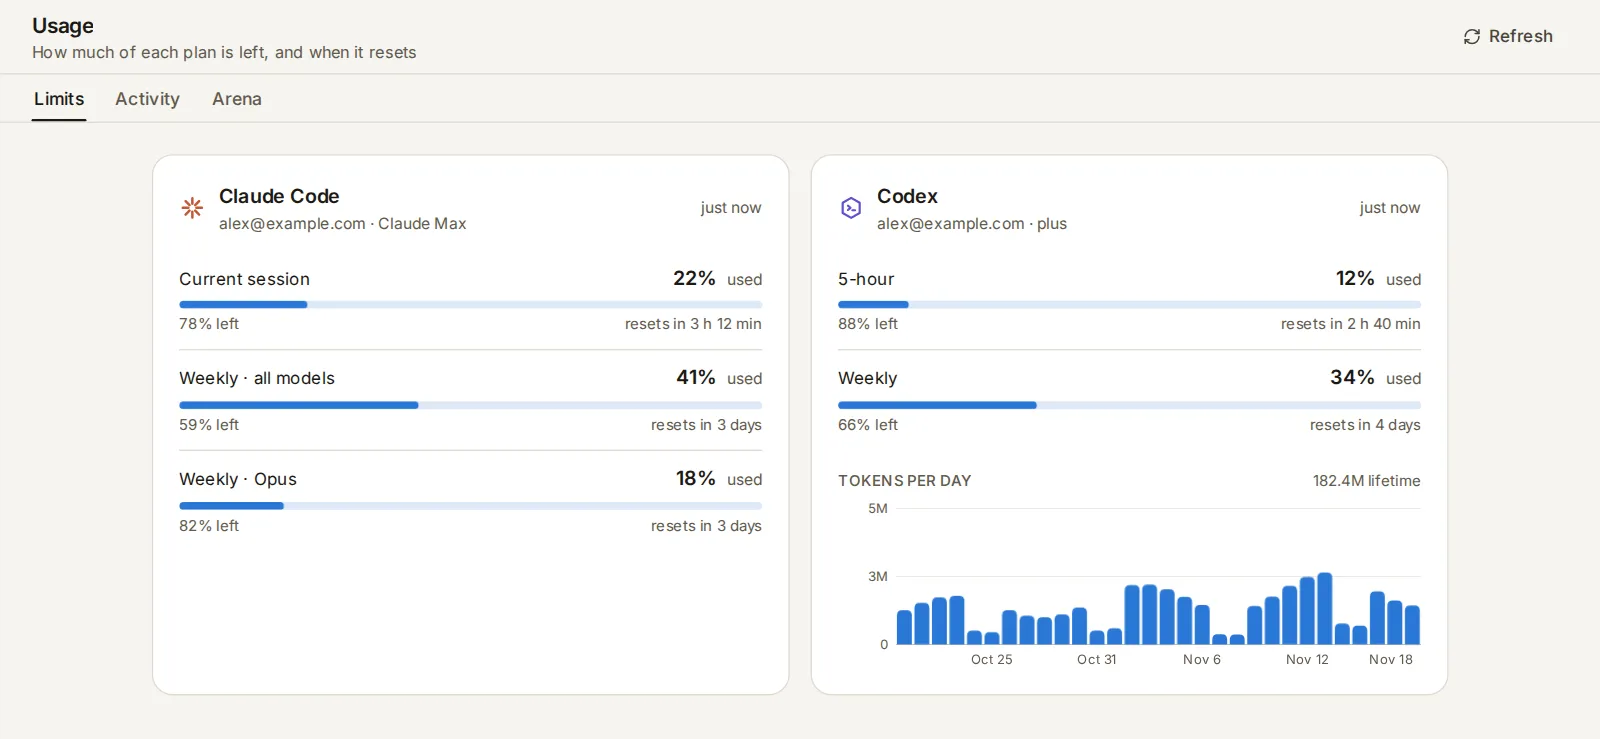 Usage
How much of each plan is left, and when it resets
Refresh
Limits
Activity
Arena
Claude Code
alex@example.com · Claude Max
just now
Current session
22% used
78% left
resets in 3 h 12 min
Weekly · all models
41% used
59% left
resets in 3 days
Weekly · Opus
18% used
82% left
resets in 3 days
Codex
alex@example.com · plus
just now
5-hour
12% used
88% left
resets in 2 h 40 min
Weekly
34% used
66% left
resets in 4 days
TOKENS PER DAY
182.4M lifetime
5M
3M
0
Oct 25
Oct 31
Nov 6
Nov 12
Nov 18